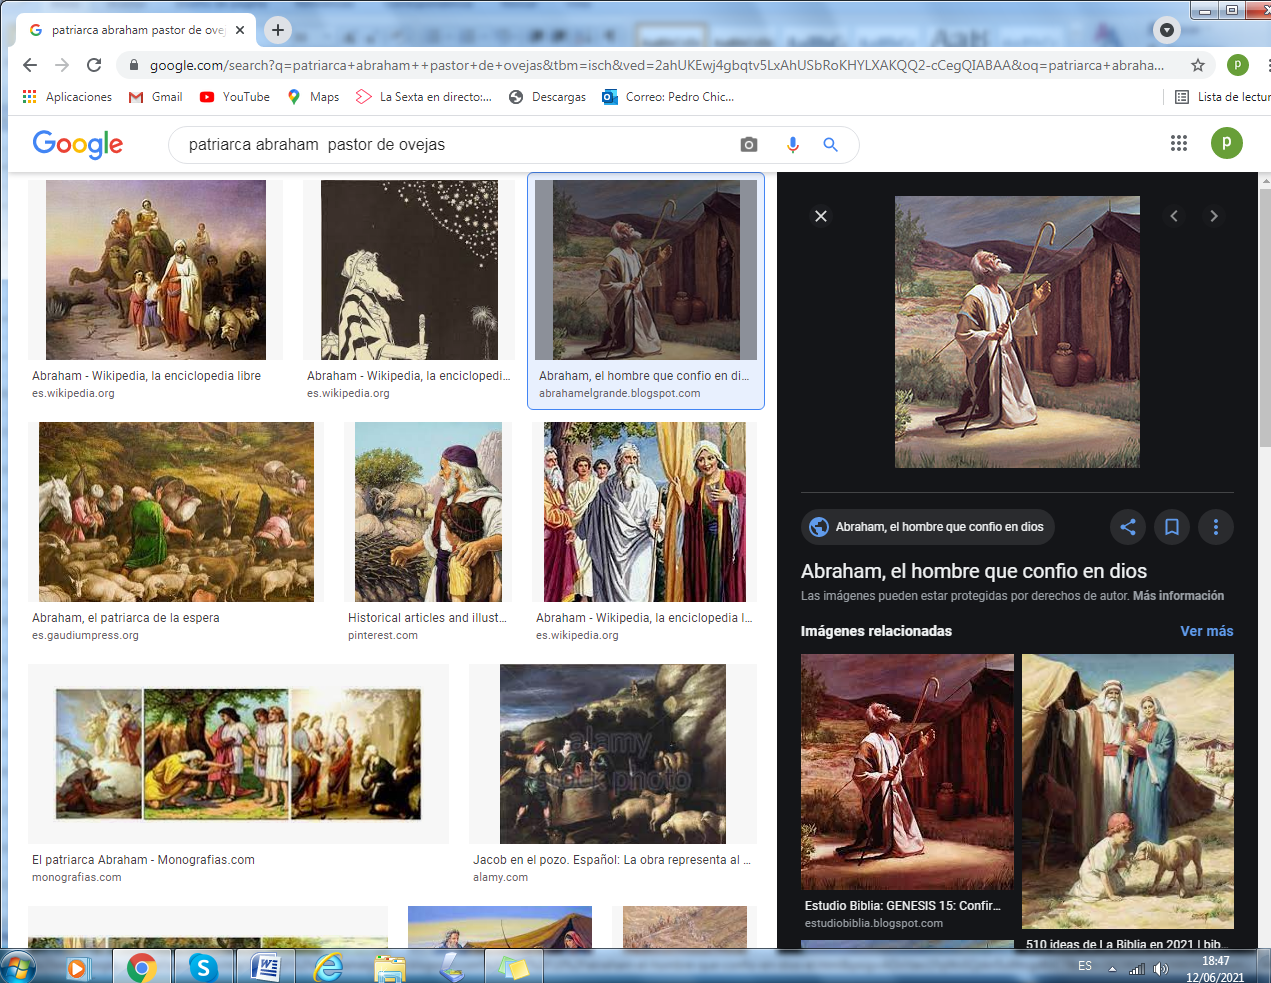 patriarca abraham pastor de ove
google.com/search?q=patriarca+abraham++pastor+de+ovejas&tbm=isch&ved=2ahUKEwj4gbqtv5LxAhUSbRoKHYLXAKQQ2-cCegQIABAA&oq=patriarca+abraha...
Aplicaciones Gmail YouTube Maps La Sexta en directo:... Descargas Correo: Pedro Chic... Lista de lectur
Google patriarca abraham  pastor de ovejas p
Abraham - Wikipedia, la enciclopedia libre
es.wikipedia.org
Abraham - Wikipedia, la enciclopedi...
es.wikipedia.org
Abraham, el hombre que confio en di...
abrahamelgrande.blogspot.com
Abraham, el patriarca de la espera
es.gaudiumpress.org
Historical articles and illust...
pinterest.com
Abraham - Wikipedia, la enciclopedia l...
es.wikipedia.org
alamy
stock photo
El patriarca Abraham - Monografias.com
monografias.com
Jacob en el pozo. Español: La obra representa al ...
alamy.com
Abraham, el hombre que confio en dios
Abraham, el hombre que confio en dios
Las imágenes pueden estar protegidas por derechos de autor. Más información
Imágenes relacionadas Ver más
Estudio Biblia: GENESIS 15: Confir...
estudiobiblia.blogspot.com
510 ideas de La Biblia en 2021 | bib...
ES 18:47
12/06/2021